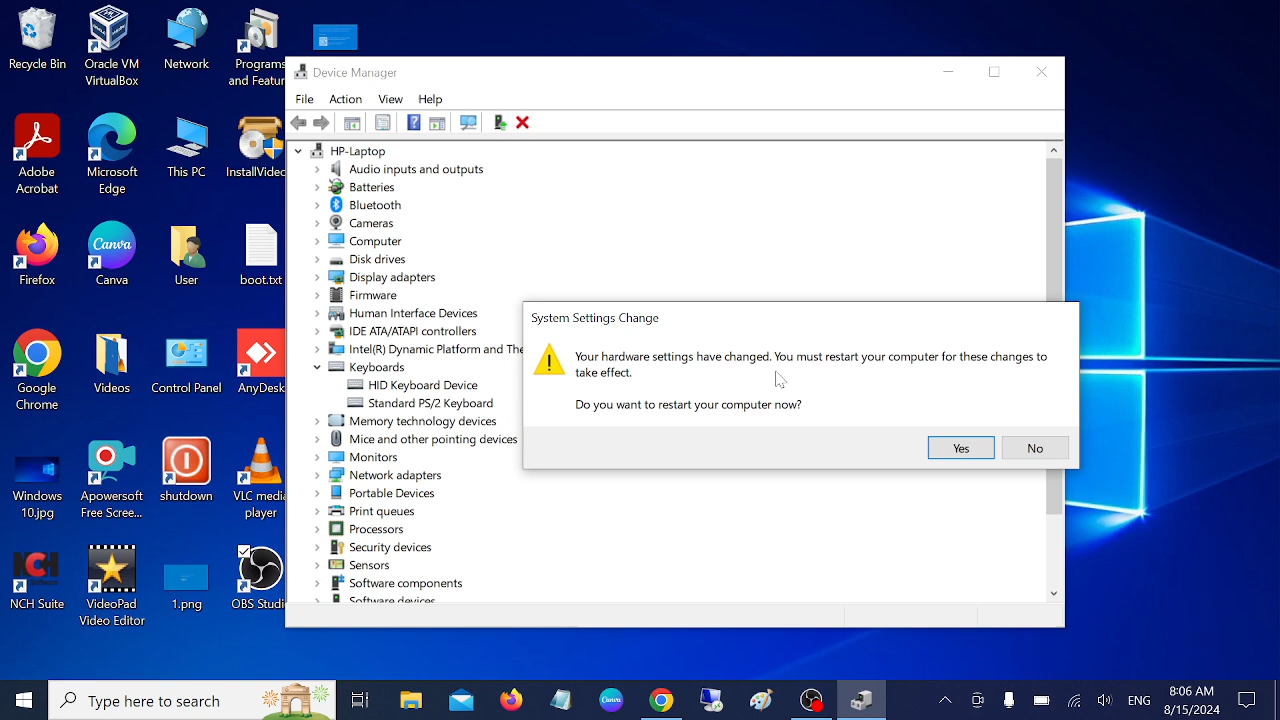 Recycle Bin
Oracle VM
VirtualBox
Network
Programs
and Featur
Adobe
Acrobat
Microsoft
Edge
This PC
InstallVideo
Firefox
Canva
Canva
User
boot.txt
Google
Chrome
Videos
Control Panel
AnyDesk
Windows
10.jpg
Apowersoft
Free Scree...
shutdown
VLC media
player
NCH
NCH Suite
VideoPad
Video Editor
1.png
OBS Studi
Device Manager
File Action View Help
HP-Laptop
Audio inputs and outputs
Batteries
Bluetooth
Cameras
Computer
Disk drives
Display adapters
Firmware
Human Interface Devices
IDE ATA/ATAPI controllers
Intel(R) Dynamic Platform and The
Keyboards
HID Keyboard Device
Standard PS/2 Keyboard
Memory technology devices
Mice and other pointing devices
Monitors
Network adapters
Portable Devices
Print queues
Processors
Security devices
Sensors
Software components
Software devices
System Settings Change
Your hardware settings have changed. You must restart your computer for these changes to
take effect.
Do you want to restart your computer now?
Yes No
Type here to search
Canva
ENG
8:06 AM
8/15/2024